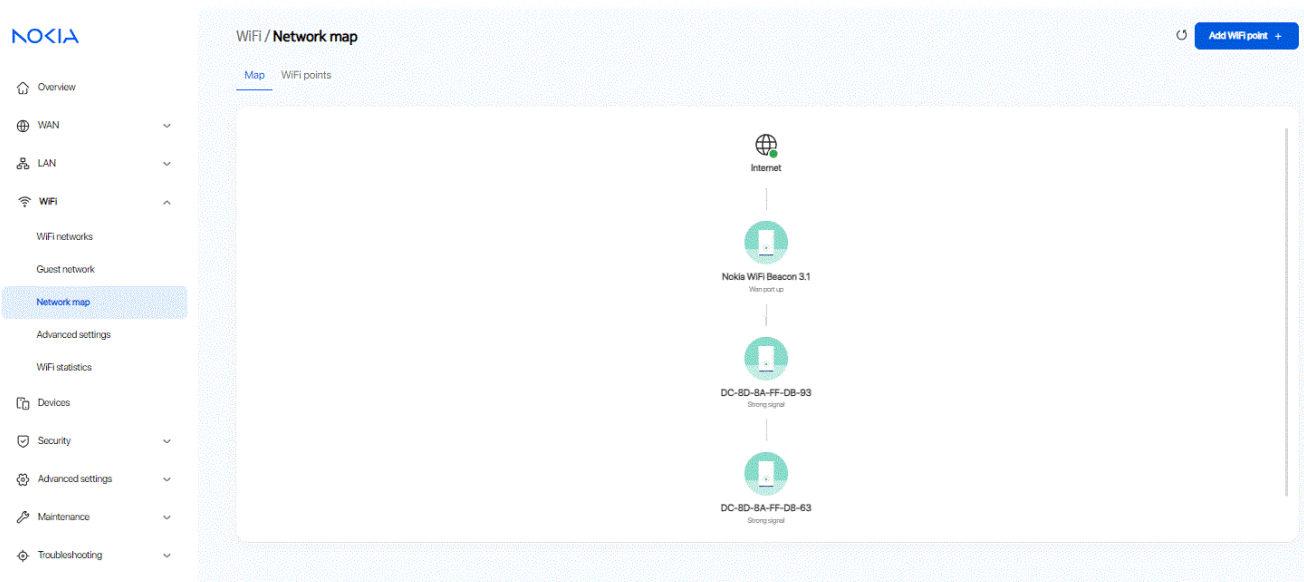 NOKIA
WiFi / Network map
Add WiFi point +
Map WiFi points
Overview
WAN
LAN
WiFi
WiFi networks
Guest network
Network map
Advanced settings
WiFi statistics
Devices
Security
Advanced settings
Maintenance
Troubleshooting
Internet
Nokia WiFi Beacon 3.1
Wan port up
DC-8D-8A-FF-DB-93
Strong signal
DC-8D-8A-FF-D8-63
Strong signal